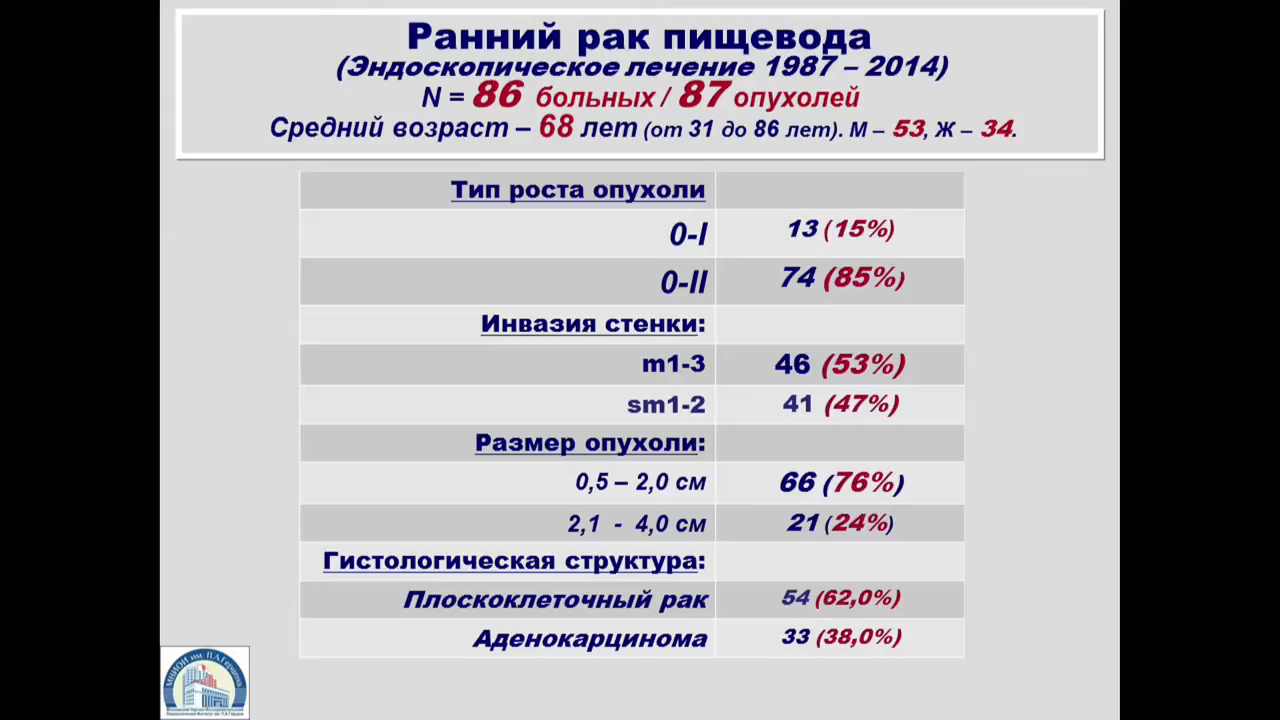 Ранний рак пищевода
(Эндоскопическое лечение 1987 – 2014)
N = 86 больных / 87 опухолей
Средний возраст – 68 лет (от 31 до 86 лет). М – 53, Ж – 34.
Тип роста опухоли
0-I 13 (15%)
0-II 74 (85%)
Инвазия стенки:
m1-3 46 (53%)
sm1-2 41 (47%)
Размер опухоли:
0,5 – 2,0 см 66 (76%)
2,1 - 4,0 см 21 (24%)
Гистологическая структура:
Плоскоклеточный рак 54 (62,0%)
Аденокарцинома 33 (38,0%)
МНИОИ им. П.А.Герцена